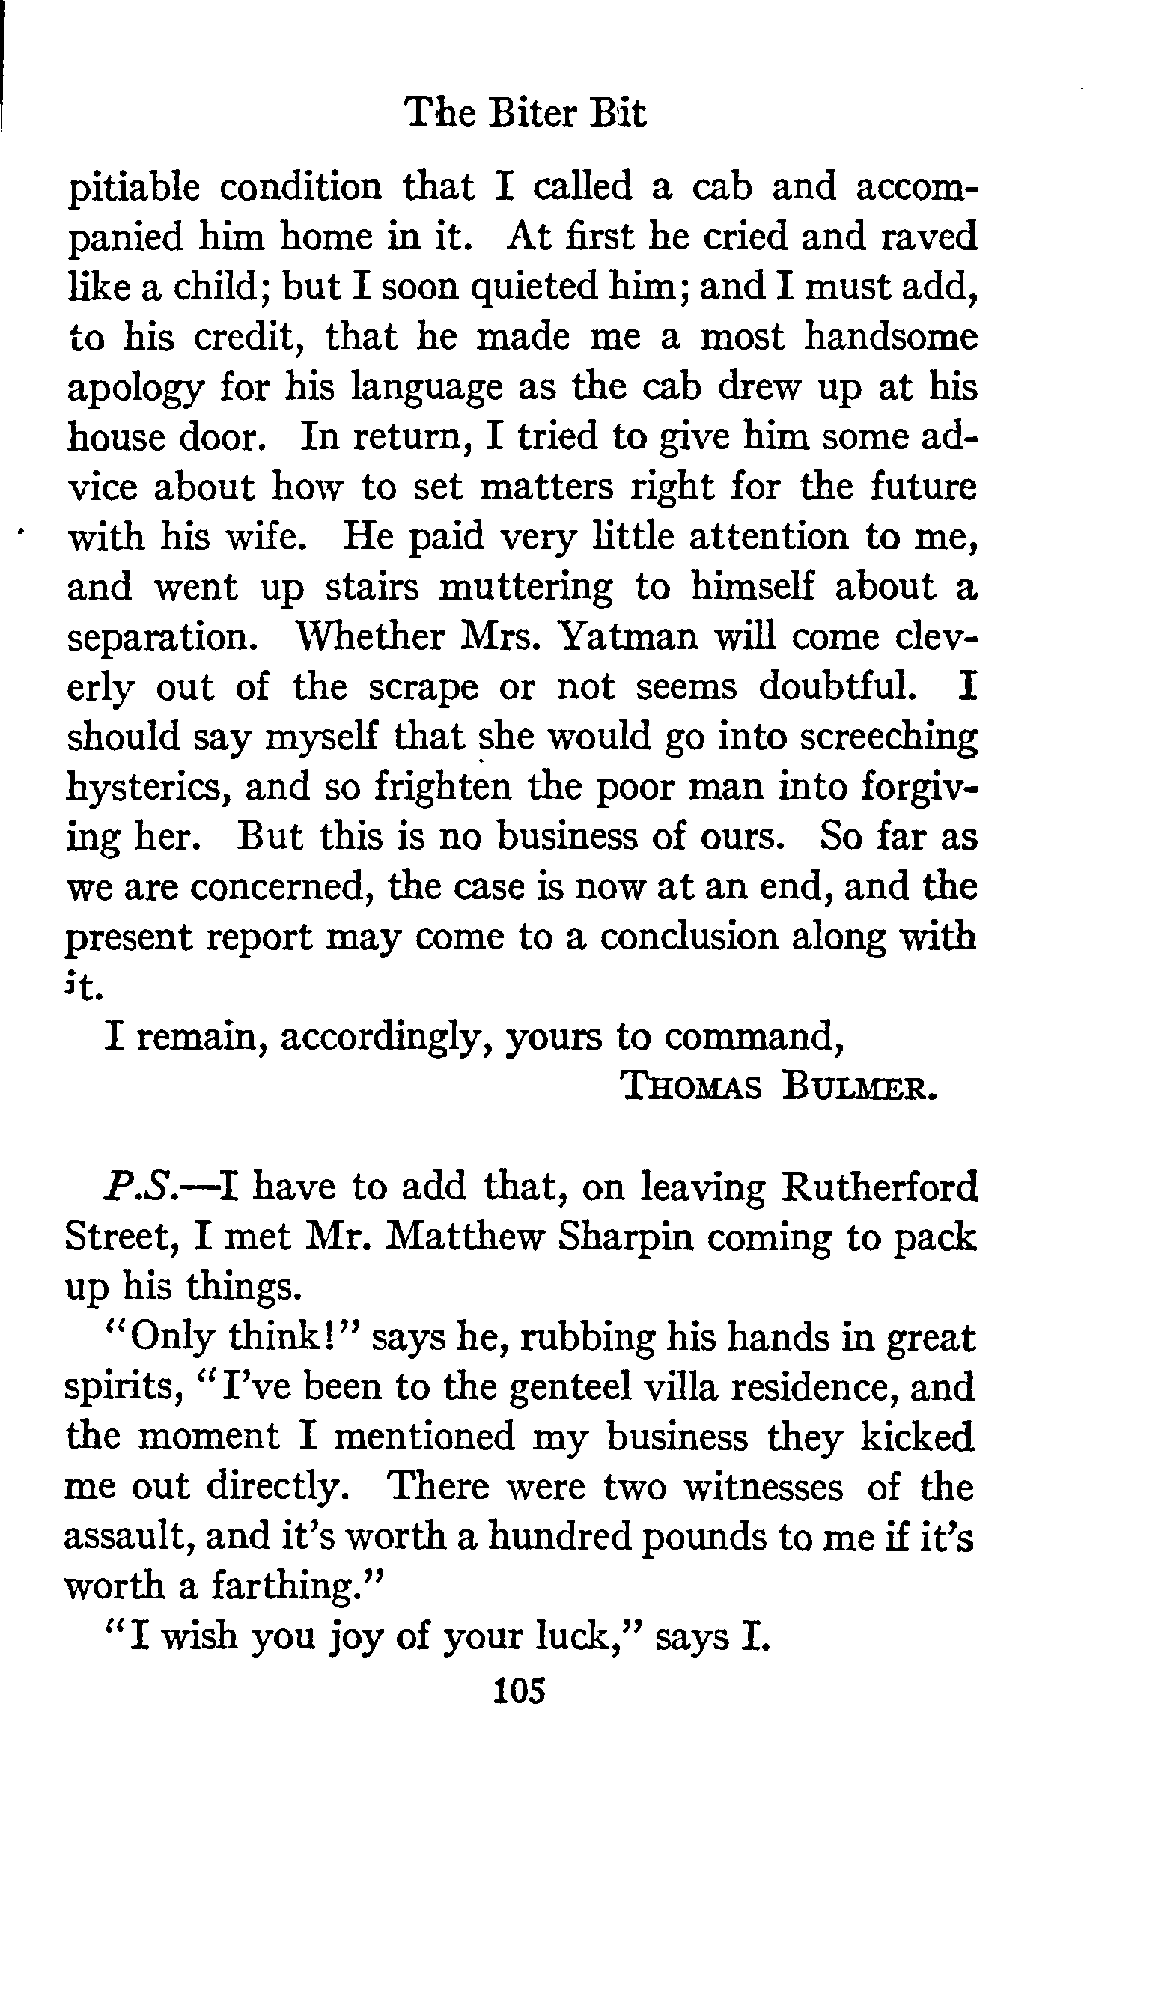 The Biter Bit
pitiable condition that I called a cab and accom-
panied him home in it. At first he cried and raved
like a child; but I soon quieted him; and I must add,
to his credit, that he made me a most handsome
apology for his language as the cab drew up at his
house door. In return, I tried to give him some ad-
vice about how to set matters right for the future
with his wife. He paid very little attention to me,
and went up stairs muttering to himself about a
separation. Whether Mrs. Yatman will come clev-
erly out of the scrape or not seems doubtful. I
should say myself that she would go into screeching
hysterics, and so frighten the poor man into forgiv-
ing her. But this is no business of ours. So far as
we are concerned, the case is now at an end, and the
present report may come to a conclusion along with
it.
I remain, accordingly, yours to command,
THOMAS BULMER.
P.S.—I have to add that, on leaving Rutherford
Street, I met Mr. Matthew Sharpin coming to pack
up his things.
"Only think!" says he, rubbing his hands in great
spirits, "I've been to the genteel villa residence, and
the moment I mentioned my business they kicked
me out directly. There were two witnesses of the
assault, and it's worth a hundred pounds to me if it's
worth a farthing."
"I wish you joy of your luck," says I.
105